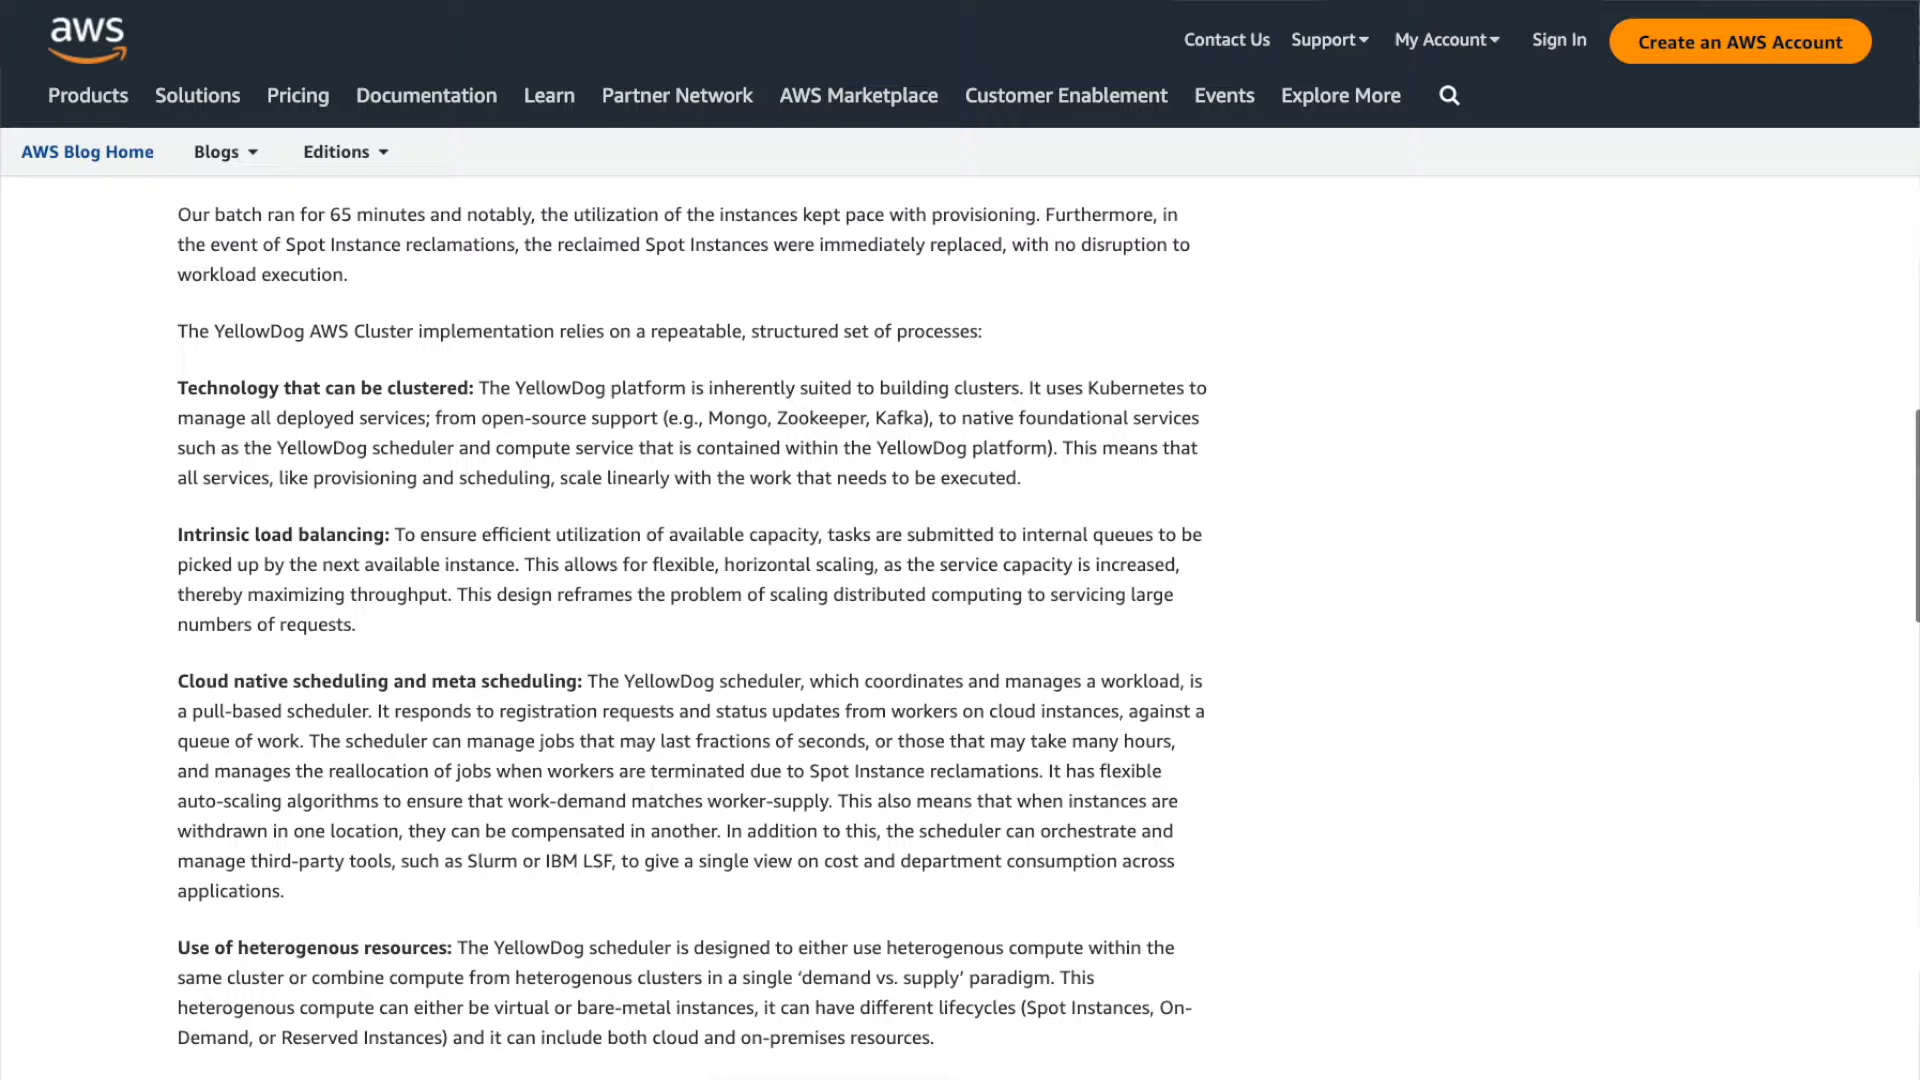 aws
Contact Us Support My Account Sign In Create an AWS Account
Products Solutions Pricing Documentation Learn Partner Network AWS Marketplace Customer Enablement Events Explore More
AWS Blog Home Blogs Editions
Our batch ran for 65 minutes and notably, the utilization of the instances kept pace with provisioning. Furthermore, in
the event of Spot Instance reclamations, the reclaimed Spot Instances were immediately replaced, with no disruption to
workload execution.
The YellowDog AWS Cluster implementation relies on a repeatable, structured set of processes:
Technology that can be clustered: The YellowDog platform is inherently suited to building clusters. It uses Kubernetes to
manage all deployed services; from open-source support (e.g., Mongo, Zookeeper, Kafka), to native foundational services
such as the YellowDog scheduler and compute service that is contained within the YellowDog platform). This means that
all services, like provisioning and scheduling, scale linearly with the work that needs to be executed.
Intrinsic load balancing: To ensure efficient utilization of available capacity, tasks are submitted to internal queues to be
picked up by the next available instance. This allows for flexible, horizontal scaling, as the service capacity is increased,
thereby maximizing throughput. This design reframes the problem of scaling distributed computing to servicing large
numbers of requests.
Cloud native scheduling and meta scheduling: The YellowDog scheduler, which coordinates and manages a workload, is
a pull-based scheduler. It responds to registration requests and status updates from workers on cloud instances, against a
queue of work. The scheduler can manage jobs that may last fractions of seconds, or those that may take many hours,
and manages the reallocation of jobs when workers are terminated due to Spot Instance reclamations. It has flexible
auto-scaling algorithms to ensure that work-demand matches worker-supply. This also means that when instances are
withdrawn in one location, they can be compensated in another. In addition to this, the scheduler can orchestrate and
manage third-party tools, such as Slurm or IBM LSF, to give a single view on cost and department consumption across
applications.
Use of heterogenous resources: The YellowDog scheduler is designed to either use heterogenous compute within the
same cluster or combine compute from heterogenous clusters in a single ‘demand vs. supply’ paradigm. This
heterogenous compute can either be virtual or bare-metal instances, it can have different lifecycles (Spot Instances, On-
Demand, or Reserved Instances) and it can include both cloud and on-premises resources.